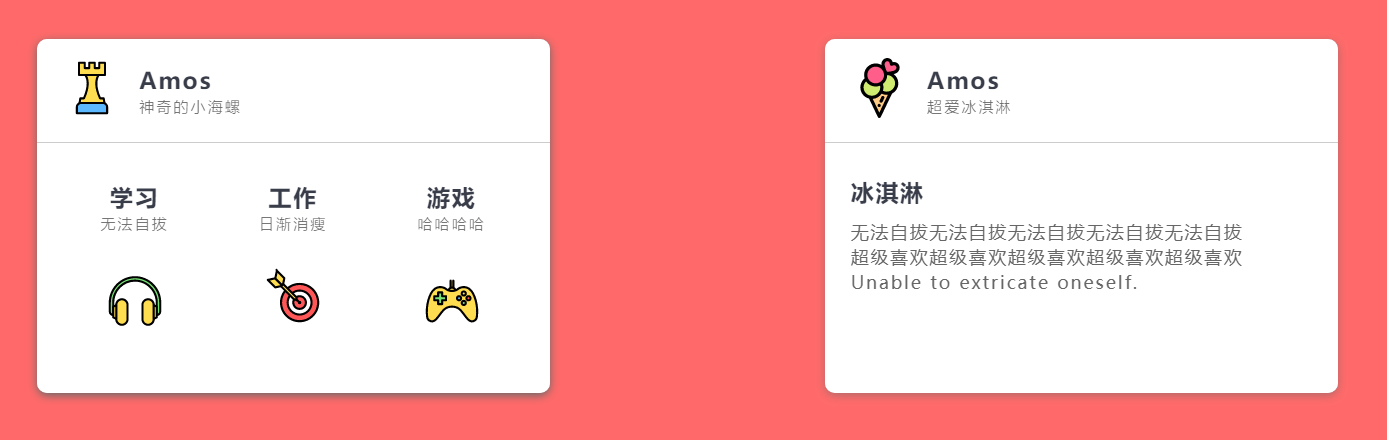 Amos
神奇的小海螺
学习
无法自拔
工作
日渐消瘦
游戏
哈哈哈哈
Amos
超爱冰淇淋
冰淇淋
无法自拔无法自拔无法自拔无法自拔无法自拔
超级喜欢超级喜欢超级喜欢超级喜欢超级喜欢
Unable to extricate oneself.